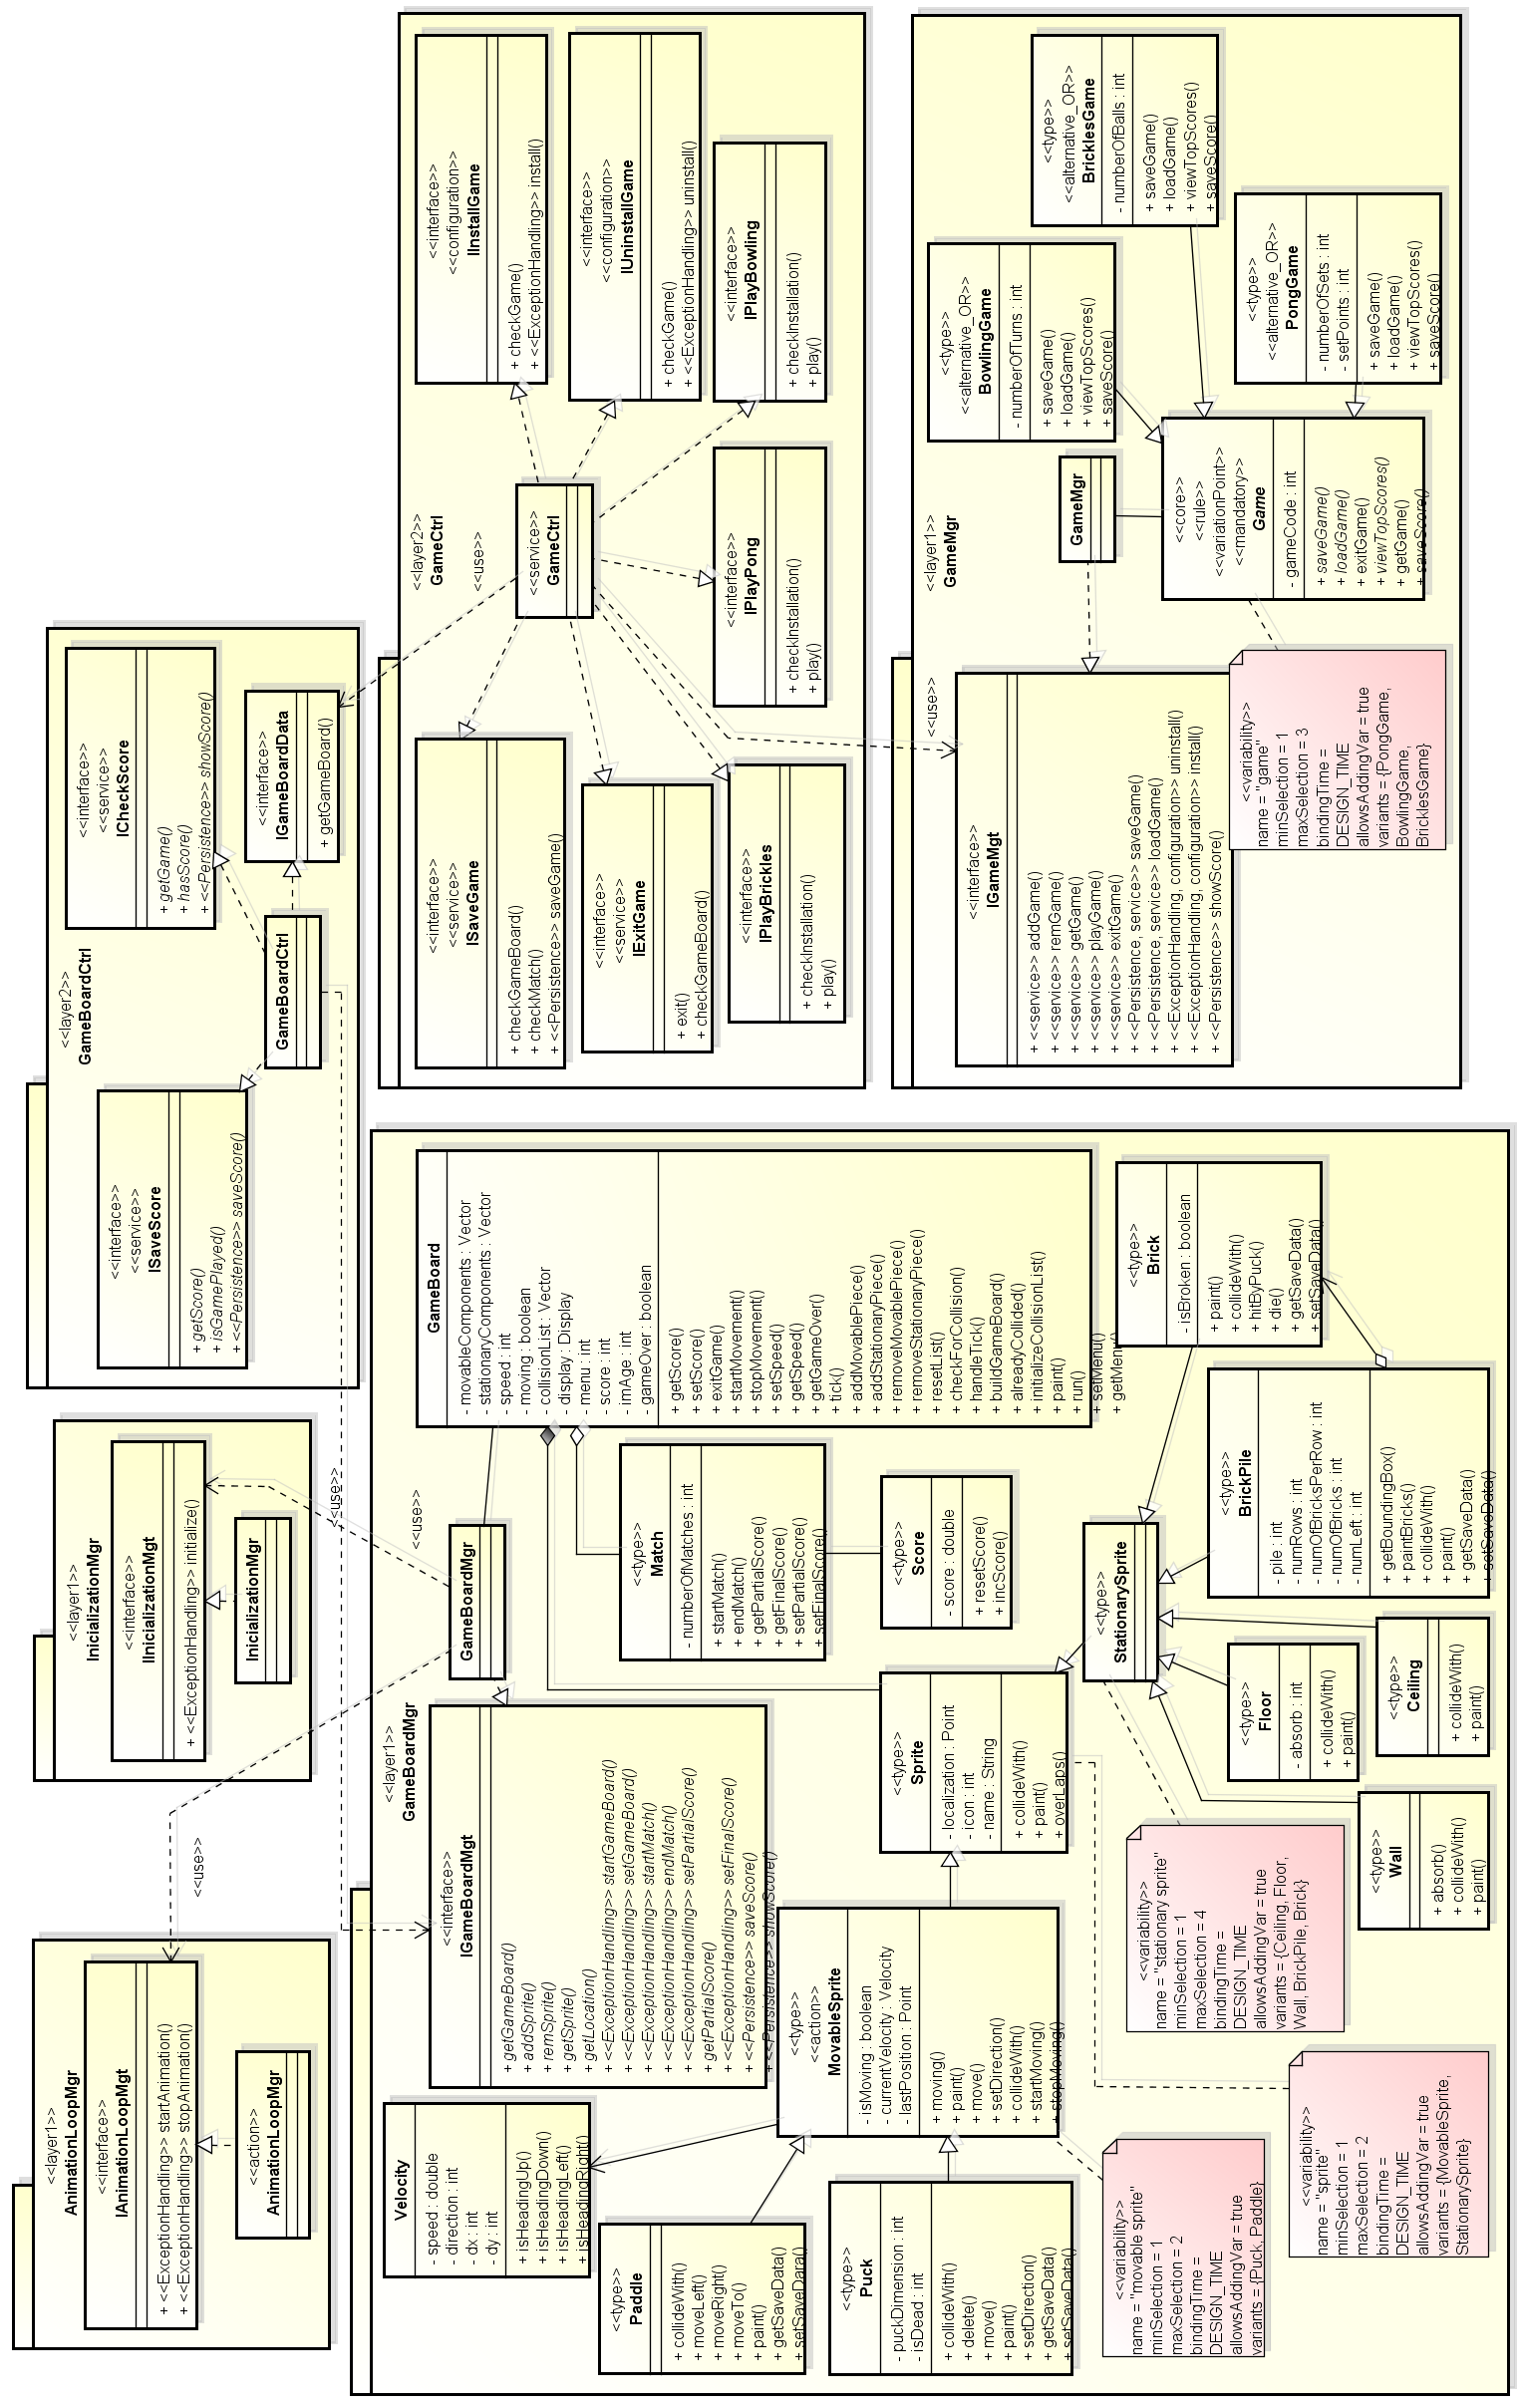 <<layer1>>
AnimationLoopMgr
<<interface>>
IAnimationLoopMgt
+ <<ExceptionHandling>> startAnimation()
+ <<ExceptionHandling>> stopAnimation()
<<action>>
AnimationLoopMgr
<<use>>
<<layer1>>
InicializationMgr
<<interface>>
IInicializationMgt
+ <<ExceptionHandling>> initialize()
InicializationMgr
<<use>>
<<layer2>>
GameBoardCtrl
<<interface>>
<<service>>
ISaveScore
+ getScore()
+ isGamePlayed()
+ <<Persistence>> saveScore()
<<interface>>
<<service>>
ICheckScore
+ getGame()
+ hasScore()
+ <<Persistence>> showScore()
GameBoardCtrl
<<interface>>
IGameBoardData
+ getGameBoard()
<<use>>
<<layer1>>
GameBoardMgr
<<interface>>
IGameBoardMgt
+ getGameBoard()
+ addSprite()
+ remSprite()
+ getSprite()
+ getLocation()
+ <<ExceptionHandling>> startGameBoard()
+ <<ExceptionHandling>> setGameBoard()
+ <<ExceptionHandling>> startMatch()
+ <<ExceptionHandling>> endMatch()
+ <<ExceptionHandling>> setPartialScore()
+ getPartialScore()
+ <<ExceptionHandling>> setFinalScore()
+ <<Persistence>> saveScore()
+ <<Persistence>> showScore()
GameBoardMgr
GameBoard
- movableComponents : Vector
- stationaryComponents : Vector
- speed : int
- moving : boolean
- collisionList : Vector
- display : Display
- menu : int
- score : int
- imAge : int
- gameOver : boolean
+ getScore()
+ setScore()
+ exitGame()
+ startMovement()
+ stopMovement()
+ setSpeed()
+ getSpeed()
+ getGameOver()
+ tick()
+ addMovablePiece()
+ addStationaryPiece()
+ removeMovablePiece()
+ removeStationaryPiece()
+ resetList()
+ checkForCollision()
+ handleTick()
+ buildGameBoard()
+ alreadyCollided()
+ initializeCollisionList()
+ paint()
+ run()
+ setMenu()
+ getMenu()
Velocity
- speed : double
- direction : int
- dx : int
- dy : int
+ isHeadingUp()
+ isHeadingDown()
+ isHeadingLeft()
+ isHeadingRight()
<<type>>
Paddle
+ collideWith()
+ moveLeft()
+ moveRight()
+ moveTo()
+ paint()
+ getSaveData()
+ setSaveDara()
<<type>>
Puck
- puckDimension : int
- isDead : int
+ collideWith()
+ delete()
+ move()
+ paint()
+ setDirection()
+ getSaveData()
+ setSaveData()
<<type>>
<<action>>
MovableSprite
- isMoving : boolean
- currentVelocity : Velocity
- lastPosition : Point
+ moving()
+ paint()
+ move()
+ setDirection()
+ collideWith()
+ startMoving()
+ stopMoving()
<<type>>
Sprite
- localization : Point
- icon : int
- name : String
+ collideWith()
+ paint()
+ overLaps()
<<type>>
Match
- numberOfMatches : int
+ startMatch()
+ endMatch()
+ getPartialScore()
+ getFinalScore()
+ setPartialScore()
+ setFinalScore()
<<type>>
Score
- score : double
+ resetScore()
+ incScore()
<<type>>
StationarySprite
<<type>>
Brick
- isBroken : boolean
+ paint()
+ collideWith()
+ hitByPuck()
+ die()
+ getSaveData()
+ setSaveData()
<<type>>
BrickPile
- pile : int
- numRows : int
- numOfBricksPerRow : int
- numOfBricks : int
- numLeft : int
+ getBoundingBox()
+ paintBricks()
+ collideWith()
+ paint()
+ getSaveData()
+ setSaveData()
<<type>>
Floor
- absorb : int
+ collideWith()
+ paint()
<<type>>
Ceiling
+ collideWith()
+ paint()
<<type>>
Wall
+ absorb()
+ collideWith()
+ paint()
<<variability>>
name = "movable sprite"
minSelection = 1
maxSelection = 2
bindingTime =
DESIGN_TIME
allowsAddingVar = true
variants = {Puck, Paddle}
<<variability>>
name = "stationary sprite"
minSelection = 1
maxSelection = 4
bindingTime =
DESIGN_TIME
allowsAddingVar = true
variants = {Ceiling, Floor,
Wall, BrickPile, Brick}
<<variability>>
name = "sprite"
minSelection = 1
maxSelection = 2
bindingTime =
DESIGN_TIME
allowsAddingVar = true
variants = {MovableSprite,
StationarySprite}
<<use>>
<<layer2>>
GameCtrl
<<use>>
<<service>>
GameCtrl
<<interface>>
<<service>>
ISaveGame
+ checkGameBoard()
+ checkMatch()
+ <<Persistence>> saveGame()
<<interface>>
<<service>>
IExitGame
+ exit()
+ checkGameBoard()
<<interface>>
IPlayBrickles
+ checkInstallation()
+ play()
<<interface>>
IPlayPong
+ checkInstallation()
+ play()
<<interface>>
IPlayBowling
+ checkInstallation()
+ play()
<<interface>>
<<configuration>>
IInstallGame
+ checkGame()
+ <<ExceptionHandling>> install()
<<interface>>
<<configuration>>
IUninstallGame
+ checkGame()
+ <<ExceptionHandling>> uninstall()
<<layer1>>
GameMgr
<<use>>
<<interface>>
IGameMgt
+ <<service>> addGame()
+ <<service>> remGame()
+ <<service>> getGame()
+ <<service>> playGame()
+ <<service>> exitGame()
+ <<Persistence, service>> saveGame()
+ <<Persistence, service>> loadGame()
+ <<ExceptionHandling, configuration>> uninstall()
+ <<ExceptionHandling, configuration>> install()
+ <<Persistence>> showScore()
GameMgr
<<core>>
<<rule>>
<<variationPoint>>
<<mandatory>>
Game
- gameCode : int
+ saveGame()
+ loadGame()
+ exitGame()
+ viewTopScores()
+ getGame()
+ saveScore()
<<type>>
<<alternative_OR>>
BowlingGame
- numberOfTurns : int
+ saveGame()
+ loadGame()
+ viewTopScores()
+ saveScore()
<<type>>
<<alternative_OR>>
BricklesGame
- numberOfBalls : int
+ saveGame()
+ loadGame()
+ viewTopScores()
+ saveScore()
<<type>>
<<alternative_OR>>
PongGame
- numberOfSets : int
- setPoints : int
+ saveGame()
+ loadGame()
+ viewTopScores()
+ saveScore()
<<variability>>
name = "game"
minSelection = 1
maxSelection = 3
bindingTime =
DESIGN_TIME
allowsAddingVar = true
variants = {PongGame,
BowlingGame,
BricklesGame}